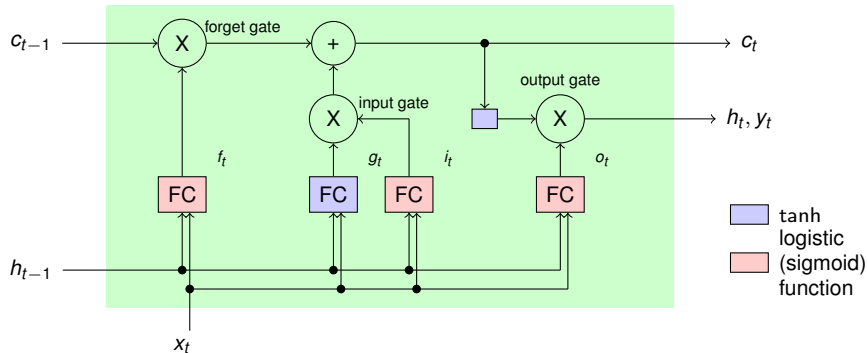 forget gate
c_{t−1}
X
+
c_t
output gate
input gate
X
X
h_t, y_t
f_t
g_t
i_t
o_t
FC
FC
FC
FC
tanh
logistic
(sigmoid)
function
h_{t−1}
x_t